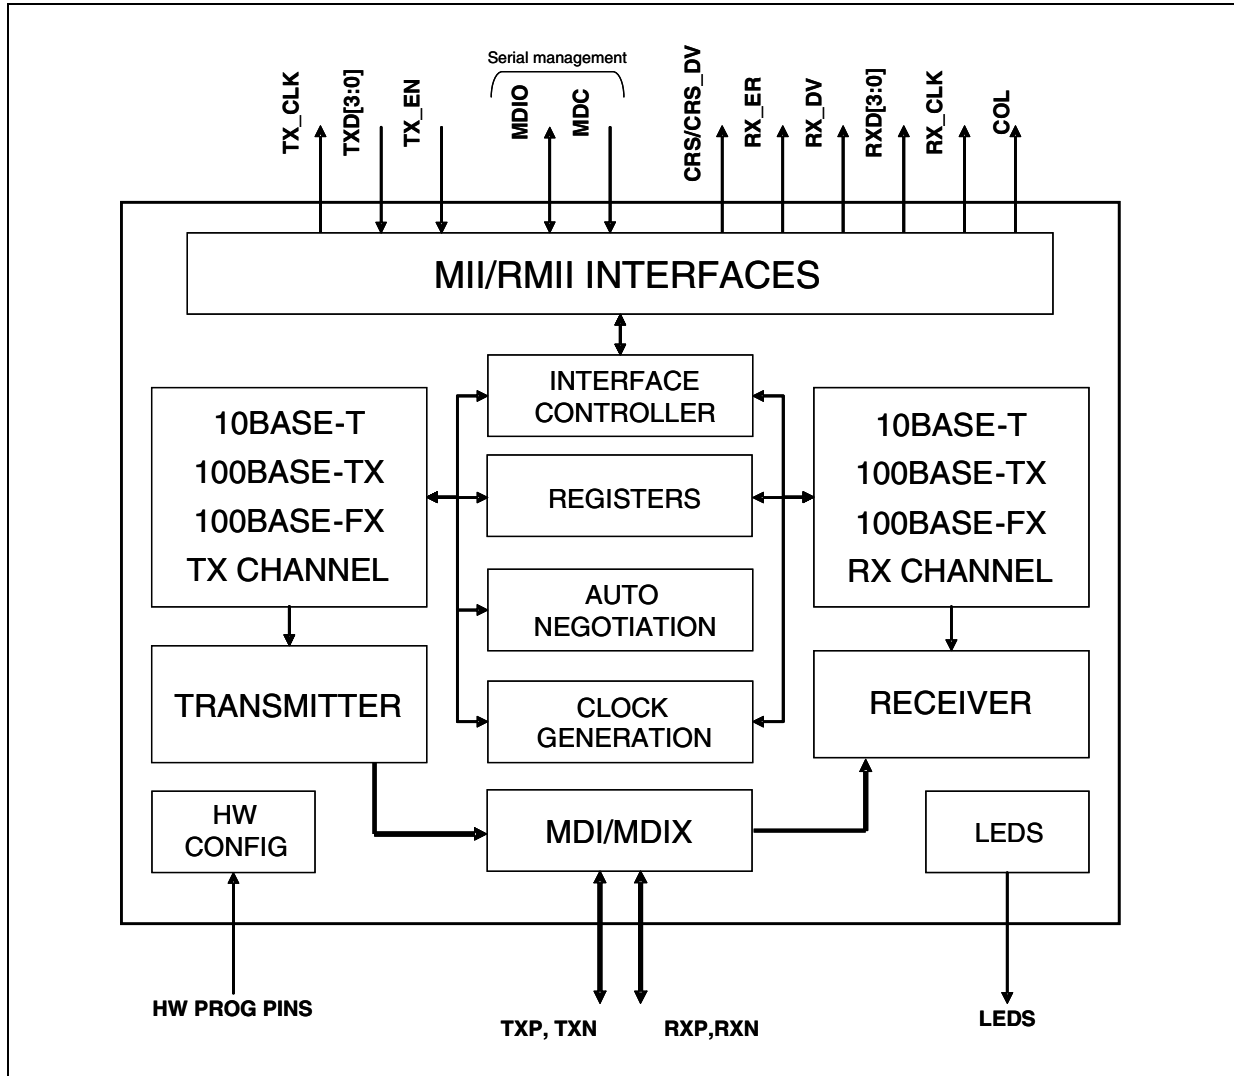 Serial management
TX_CLK
TXD[3:0]
TX_EN
MDIO
MDC
CRS/CRS_DV
RX_ER
RX_DV
RXD[3:0]
RX_CLK
COL
MII/RMII INTERFACES
INTERFACE
CONTROLLER
10BASE-T
100BASE-TX
100BASE-FX
TX CHANNEL
REGISTERS
10BASE-T
100BASE-TX
100BASE-FX
RX CHANNEL
AUTO
NEGOTIATION
TRANSMITTER
CLOCK
GENERATION
RECEIVER
HW
CONFIG
MDI/MDIX
LEDS
HW PROG PINS
TXP, TXN
RXP,RXN
LEDS